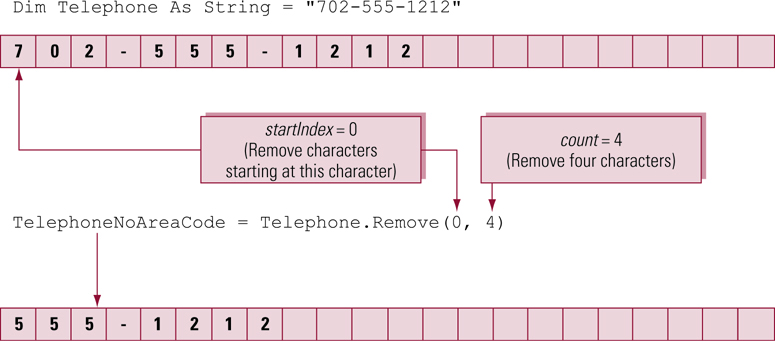 Dim Telephone As String = "702-555-1212"
7 0 2 - 5 5 5 - 1 2 1 2
startIndex = 0
(Remove characters
starting at this character)
count = 4
(Remove four characters)
TelephoneNoAreaCode = Telephone.Remove(0, 4)
5 5 5 - 1 2 1 2